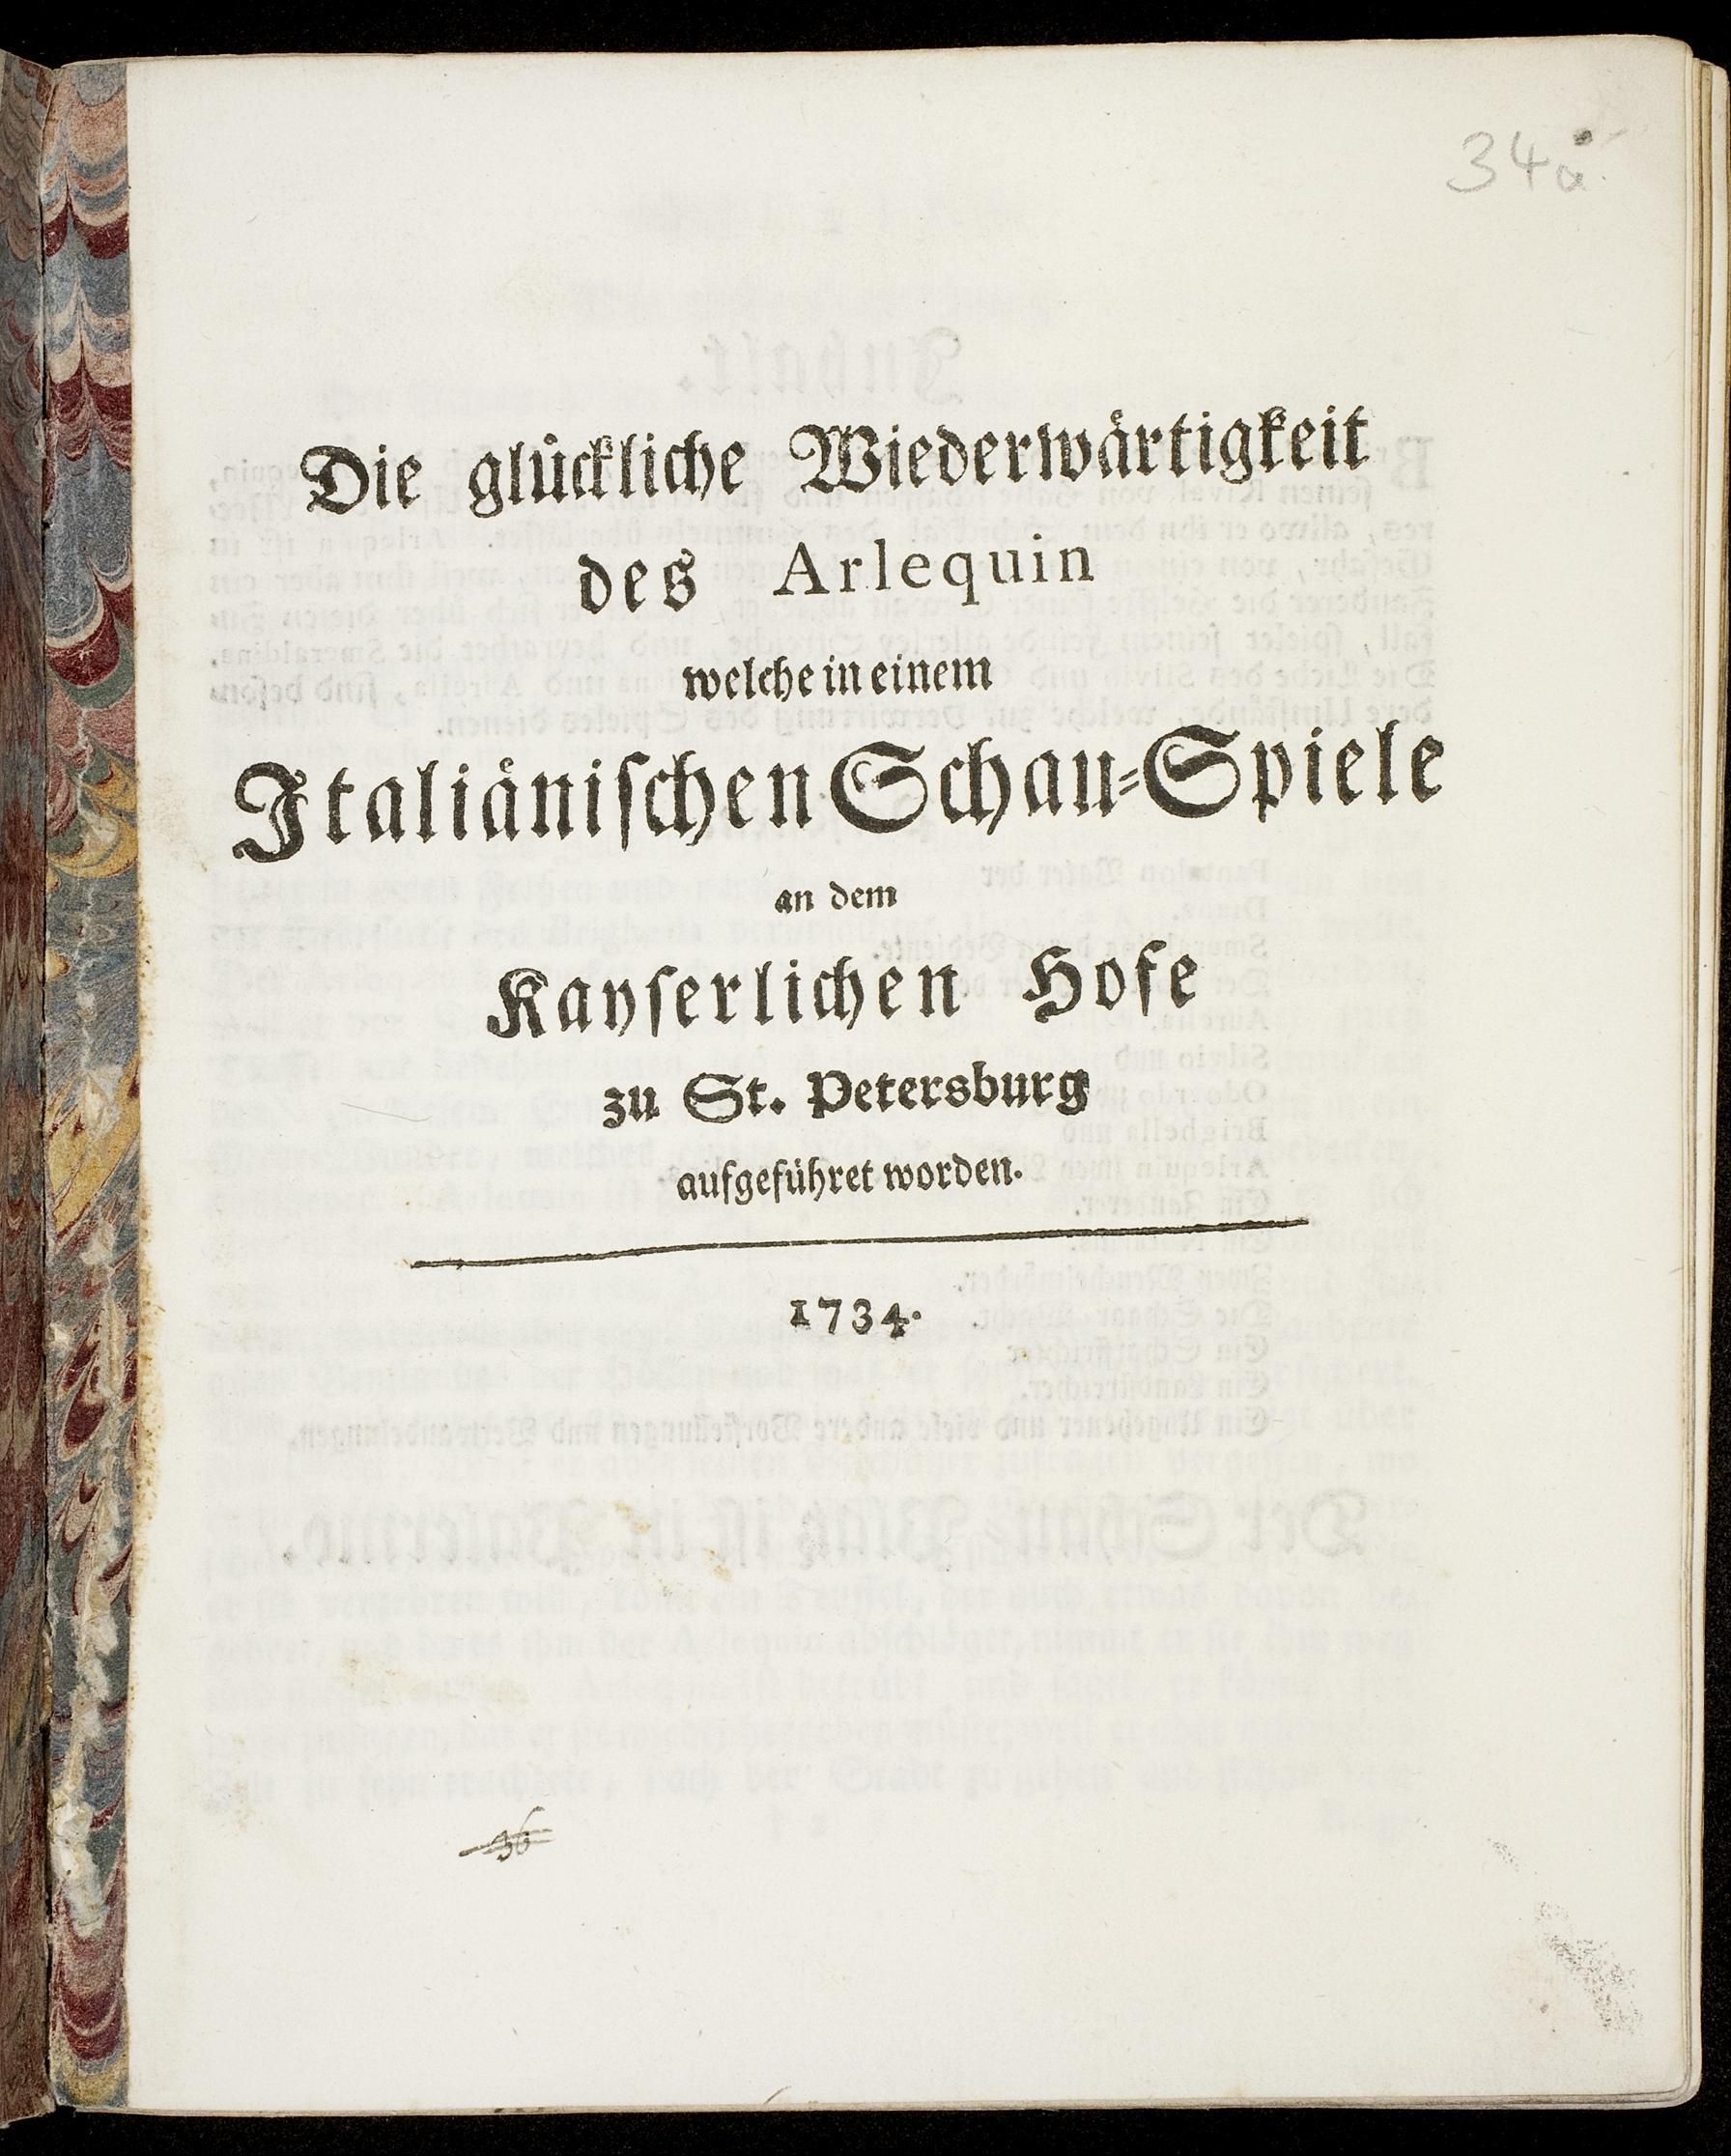 34a
Die glückliche Wiederwärtigkeit
des Arlequin
welche in einem
Italiänischen Schau-Spiele
an dem
Kayserlichen Hofe
zu St. Petersburg
aufgeführet worden.
1734.
36